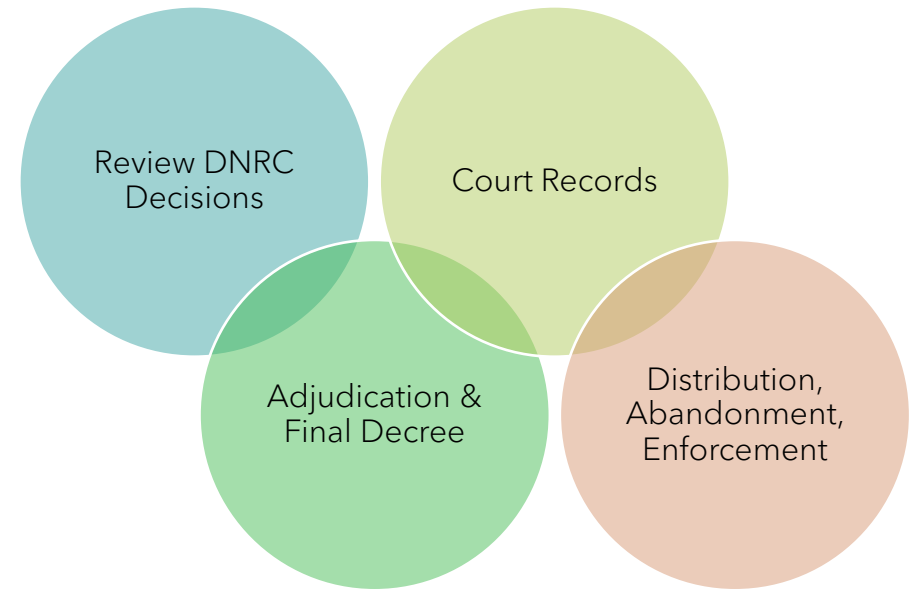 Review DNRC
Decisions
Court Records
Adjudication &
Final Decree
Distribution,
Abandonment,
Enforcement